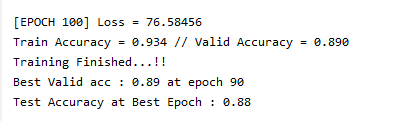 [EPOCH 100] Loss = 76.58456
Train Accuracy = 0.934 // Valid Accuracy = 0.890
Training Finished...!!
Best Valid acc : 0.89 at epoch 90
Test Accuracy at Best Epoch : 0.88